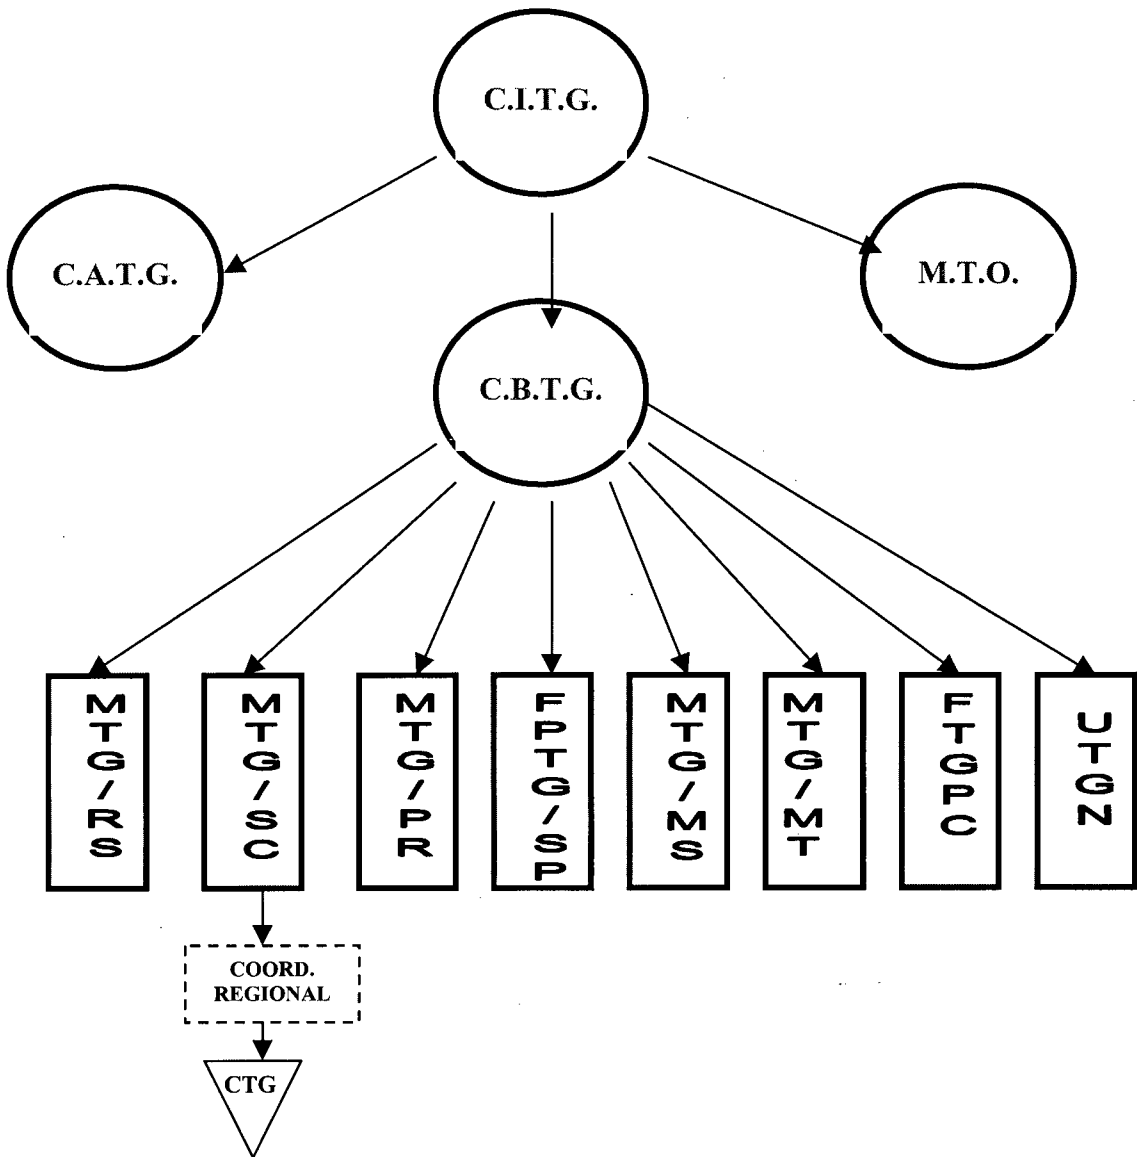 C.I.T.G.
C.A.T.G.
M.T.O.
C.B.T.G.
MTG/RS
MTG/SC
MTG/PR
FPTG/SP
MTG/MS
MTG/MT
FTGPC
UTGN
COORD.
REGIONAL
CTG